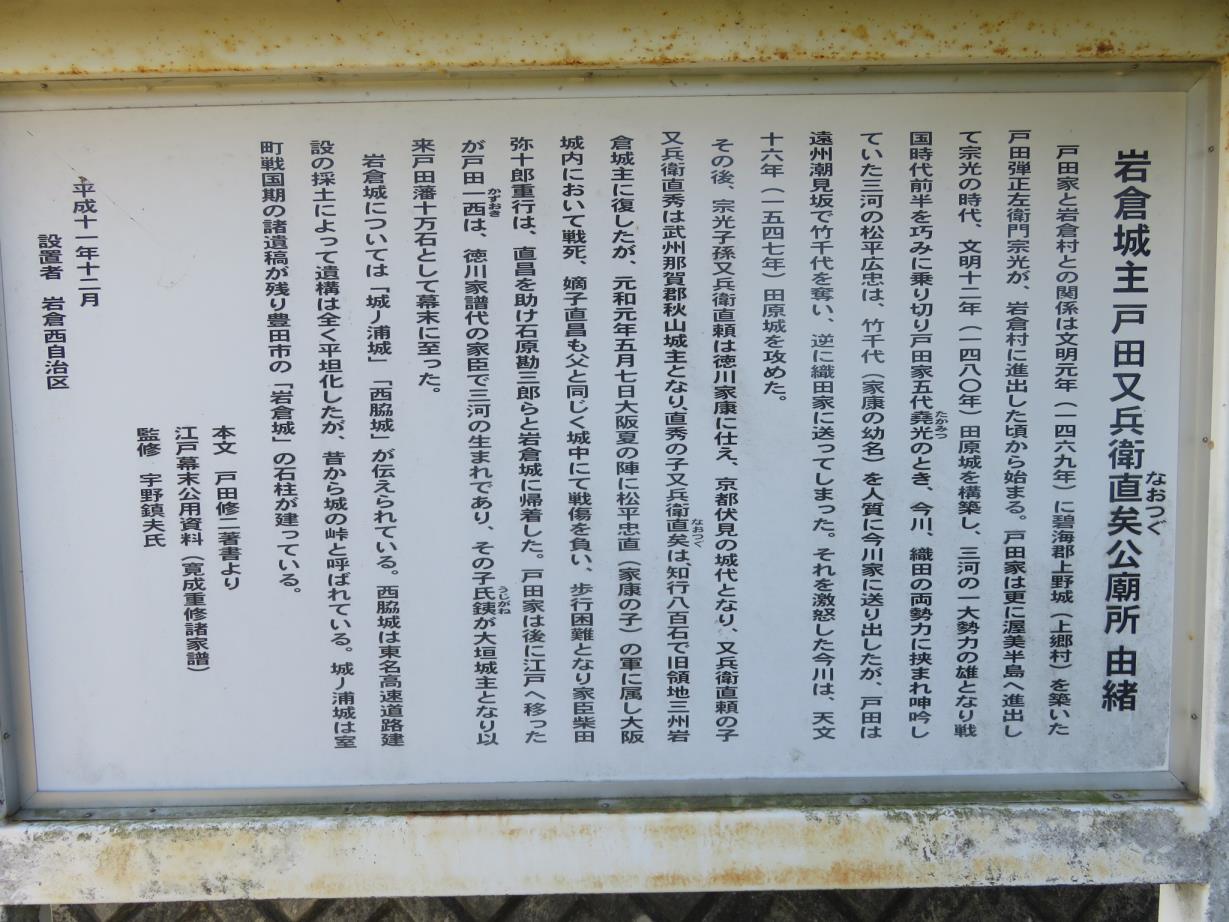 岩倉城主戸田又兵衛直矣公廟所 由緒
なおつぐ
戸田家と岩倉村との関係は文明元年（一四六九年）に碧海郡上野城（上郷村）を築いた
戸田弾正左衛門宗光が、岩倉村に進出した頃から始まる。戸田家は更に渥美半島へ進出し
て宗光の時代、文明十二年（一四八〇年）田原城を構築し、三河の一大勢力の雄となり戦
国時代前半を巧みに乗り切り戸田家五代堯光のとき、今川、織田の両勢力に挟まれ呻吟し
たかみつ
ていた三河の松平広忠は、竹千代（家康の幼名）を人質に今川家に送り出したが、戸田は
遠州潮見坂で竹千代を奪い、逆に織田家に送ってしまった。それを激怒した今川は、天文
十六年（一五四七年）田原城を攻めた。
その後、宗光子孫又兵衛直頼は徳川家康に仕え、京都伏見の城代となり、又兵衛直頼の子
又兵衛直秀は武州那賀郡秋山城主となり、直秀の子又兵衛直矣は、知行八百石で旧領地三州岩
なおつぐ
倉城主に復したが、元和元年五月七日大阪夏の陣に松平忠直（家康の子）の軍に属し大阪
城内において戦死、嫡子直昌も父と同じく城中にて戦傷を負い、歩行困難となり家臣柴田
弥十郎重行は、直昌を助け石原勘三郎らと岩倉城に帰着した。戸田家は後に江戸へ移った
が戸田一西は、徳川家譜代の家臣で三河の生まれであり、その子氏銕が大垣城主となり以
かずおき
うじがね
来戸田藩十万石として幕末に至った。
岩倉城については「城ノ浦城」「西脇城」が伝えられている。西脇城は東名高速道路建
設の採土によって遺構は全く平坦化したが、昔から城の峠と呼ばれている。城ノ浦城は室
町戦国期の諸遺稿が残り豊田市の「岩倉城」の石柱が建っている。
本文 戸田修二著書より
江戸幕末公用資料（寛成重修諸家譜）
監修 宇野鎮夫氏
平成十一年十二月
設置者 岩倉西自治区